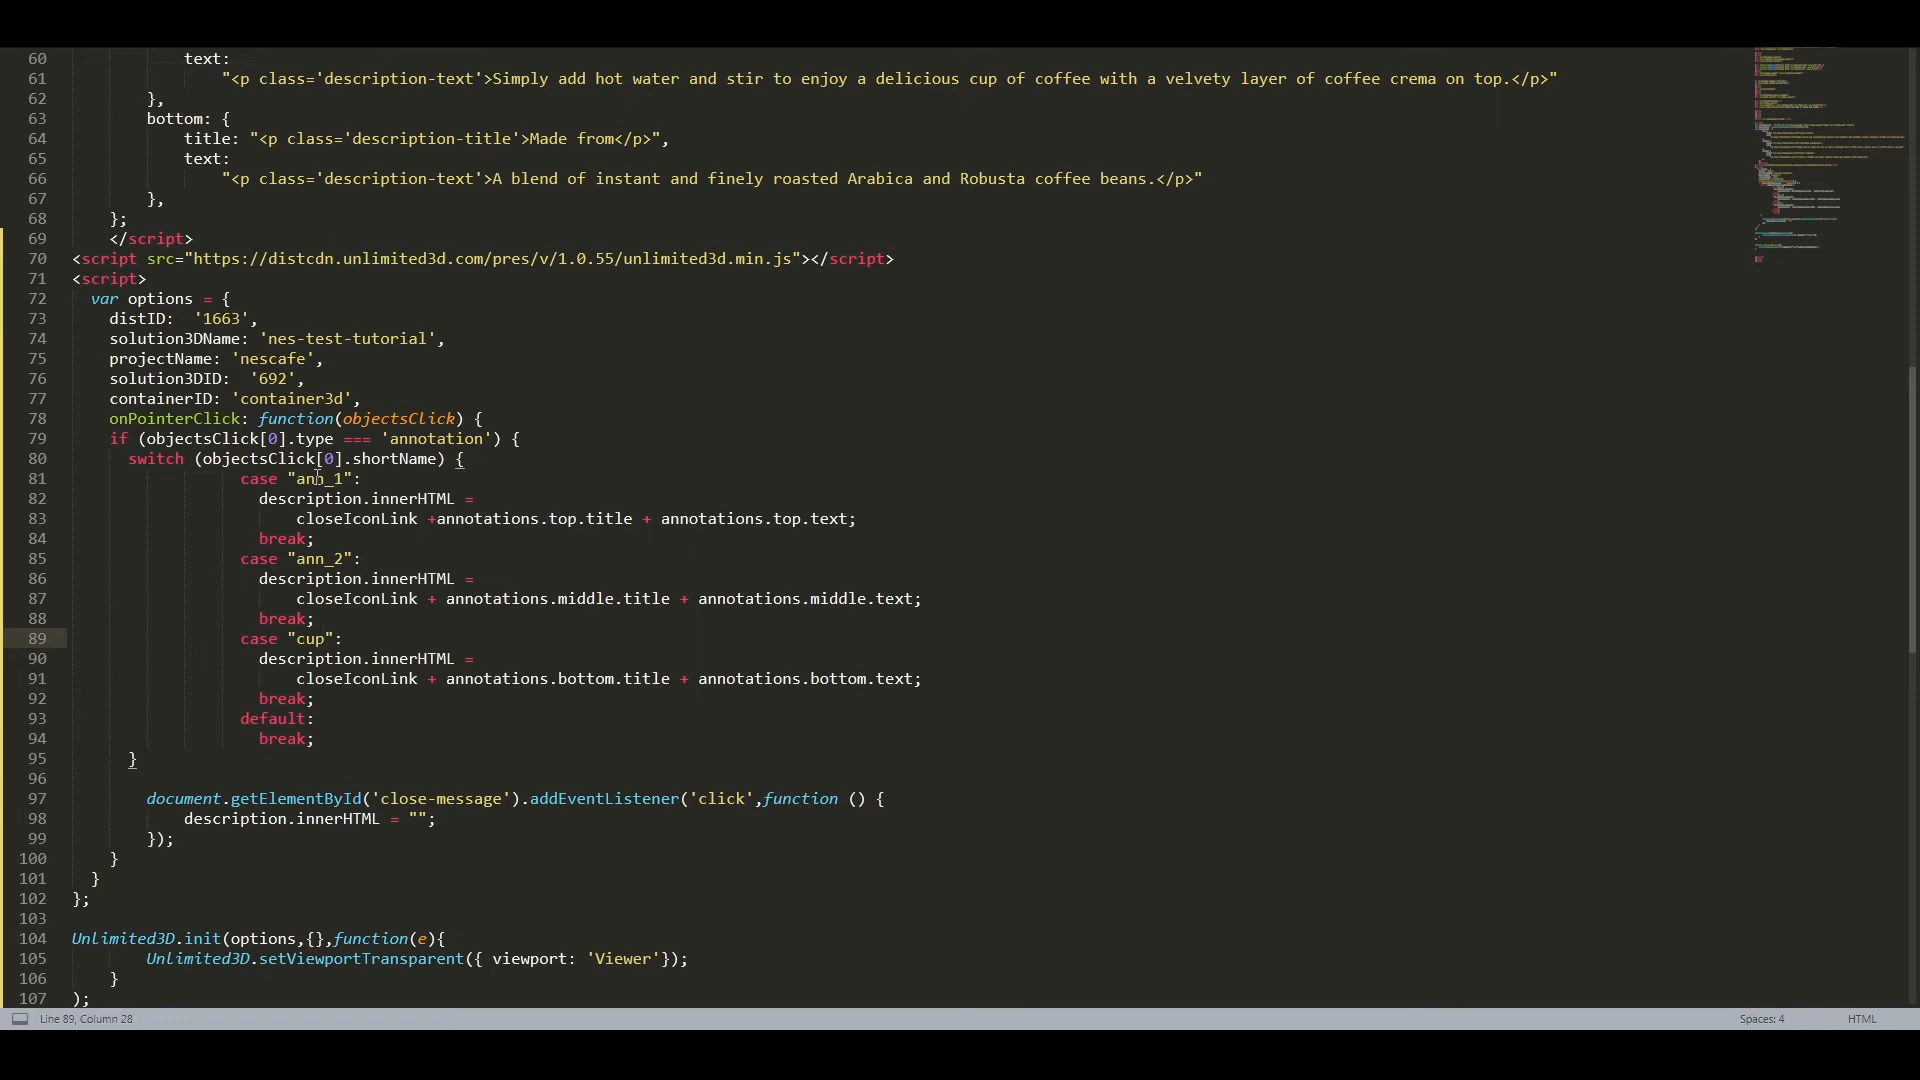 60 text:
61 "<p class='description-text'>Simply add hot water and stir to enjoy a delicious cup of coffee with a velvety layer of coffee crema on top.</p>"
62 },
63 bottom: {
64 title: "<p class='description-title'>Made from</p>",
65 text:
66 "<p class='description-text'>A blend of instant and finely roasted Arabica and Robusta coffee beans.</p>"
67 },
68 };
69 </script>
70 <script src="https://distcdn.unlimited3d.com/pres/v/1.0.55/unlimited3d.min.js"></script>
71 <script>
72 var options = {
73 distID: '1663',
74 solution3DName: 'nes-test-tutorial',
75 projectName: 'nescafe',
76 solution3DID: '692',
77 containerID: 'container3d',
78 onPointerClick: function(objectsClick) {
79 if (objectsClick[0].type === 'annotation') {
80 switch (objectsClick[0].shortName) {
81 case "ann_1":
82 description.innerHTML =
83 closeIconLink +annotations.top.title + annotations.top.text;
84 break;
85 case "ann_2":
86 description.innerHTML =
87 closeIconLink + annotations.middle.title + annotations.middle.text;
88 break;
89 case "cup":
90 description.innerHTML =
91 closeIconLink + annotations.bottom.title + annotations.bottom.text;
92 break;
93 default:
94 break;
95 }
96
97 document.getElementById('close-message').addEventListener('click',function () {
98 description.innerHTML = "";
99 });
100 }
101 }
102 };
103
104 Unlimited3D.init(options,{},function(e){
105 Unlimited3D.setViewportTransparent({ viewport: 'Viewer'});
106 }
107 );
Line 89, Column 28 Spaces: 4 HTML